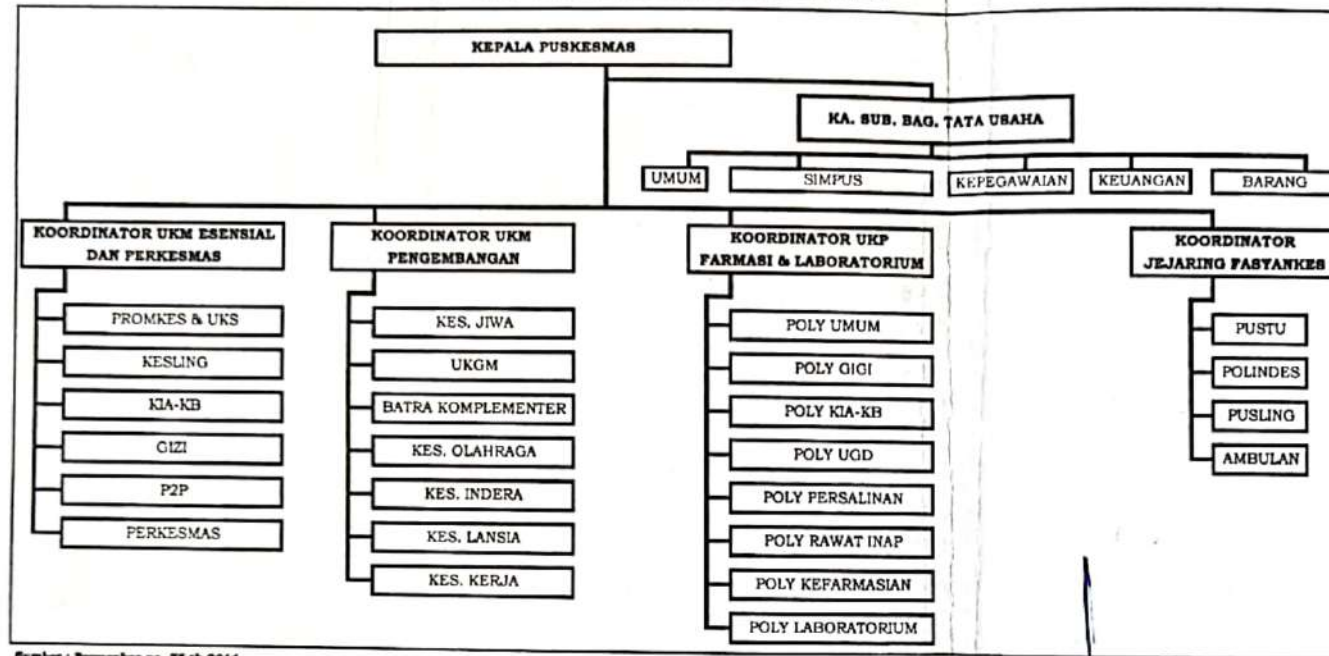 KEPALA PUSKESMAS
KA. SUB. BAG. TATA USAHA
UMUM
SIMPUS
KEPEGAWAIAN
KEUANGAN
BARANG
KOORDINATOR UKM ESENSIAL
DAN PERKESMAS
PROMKES & UKS
KESLING
KIA-KB
GIZI
P2P
PERKESMAS
KOORDINATOR UKM
PENGEMBANGAN
KES. JIWA
UKGM
BATRA KOMPLEMENTER
KES. OLAHRAGA
KES. INDERA
KES. LANSIA
KES. KERJA
KOORDINATOR UKP
FARMASI & LABORATORIUM
POLY UMUM
POLY GIGI
POLY KIA-KB
POLY UGD
POLY PERSALINAN
POLY RAWAT INAP
POLY KEFARMASIAN
POLY LABORATORIUM
KOORDINATOR
JEJARING FASYANKES
PUSTU
POLINDES
PUSLING
AMBULAN